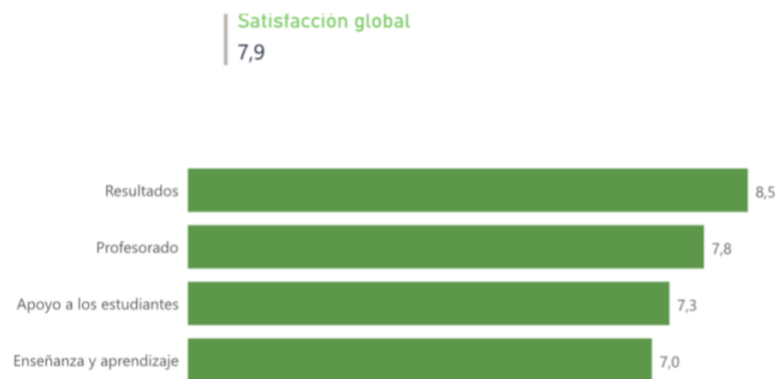 Satisfacción global
7,9
Resultados 8,5
Profesorado 7,8
Apoyo a los estudiantes 7,3
Enseñanza y aprendizaje 7,0